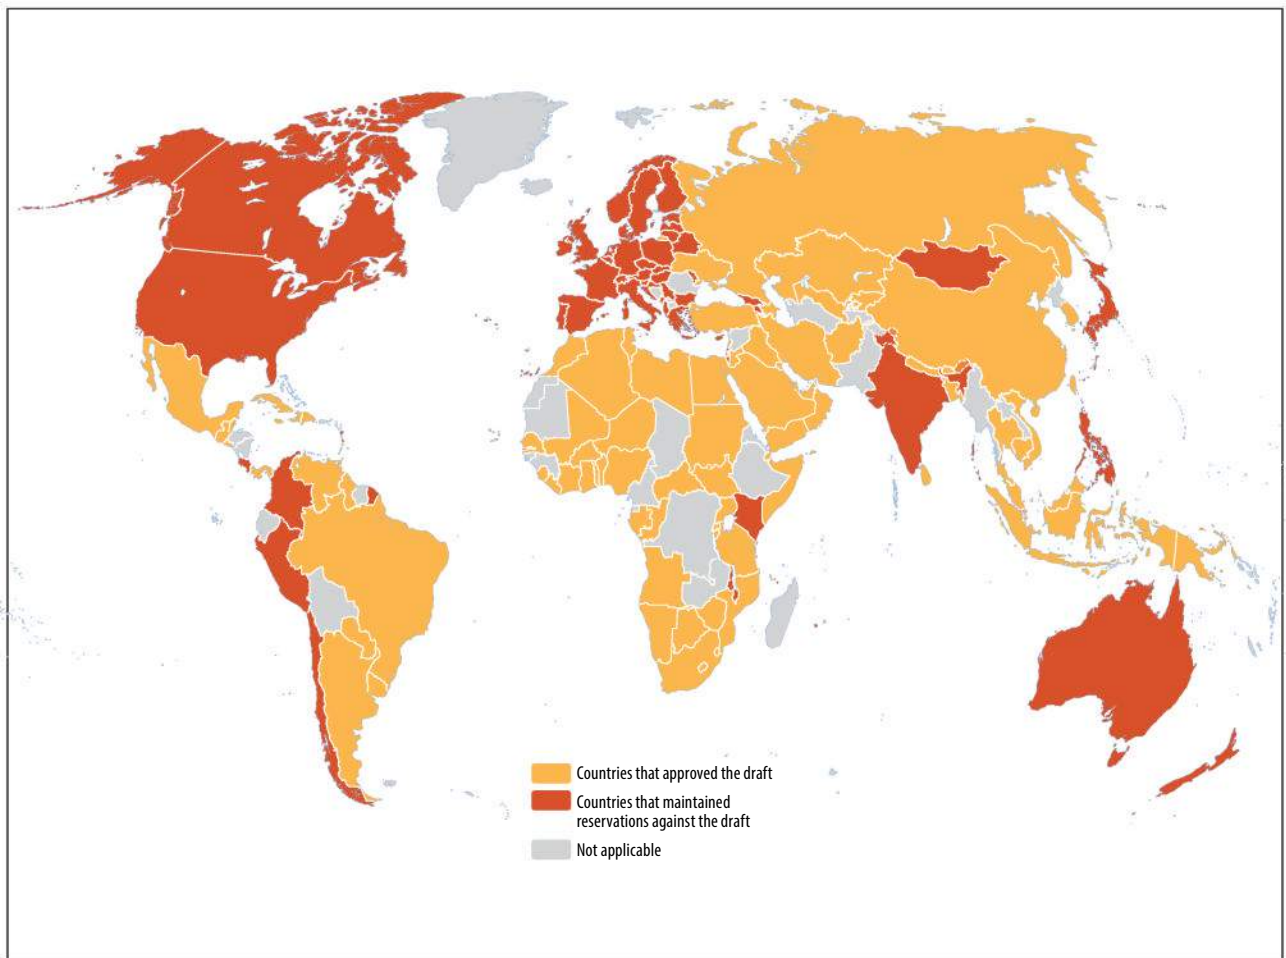 Countries that approved the draft
Countries that maintained
reservations against the draft
Not applicable